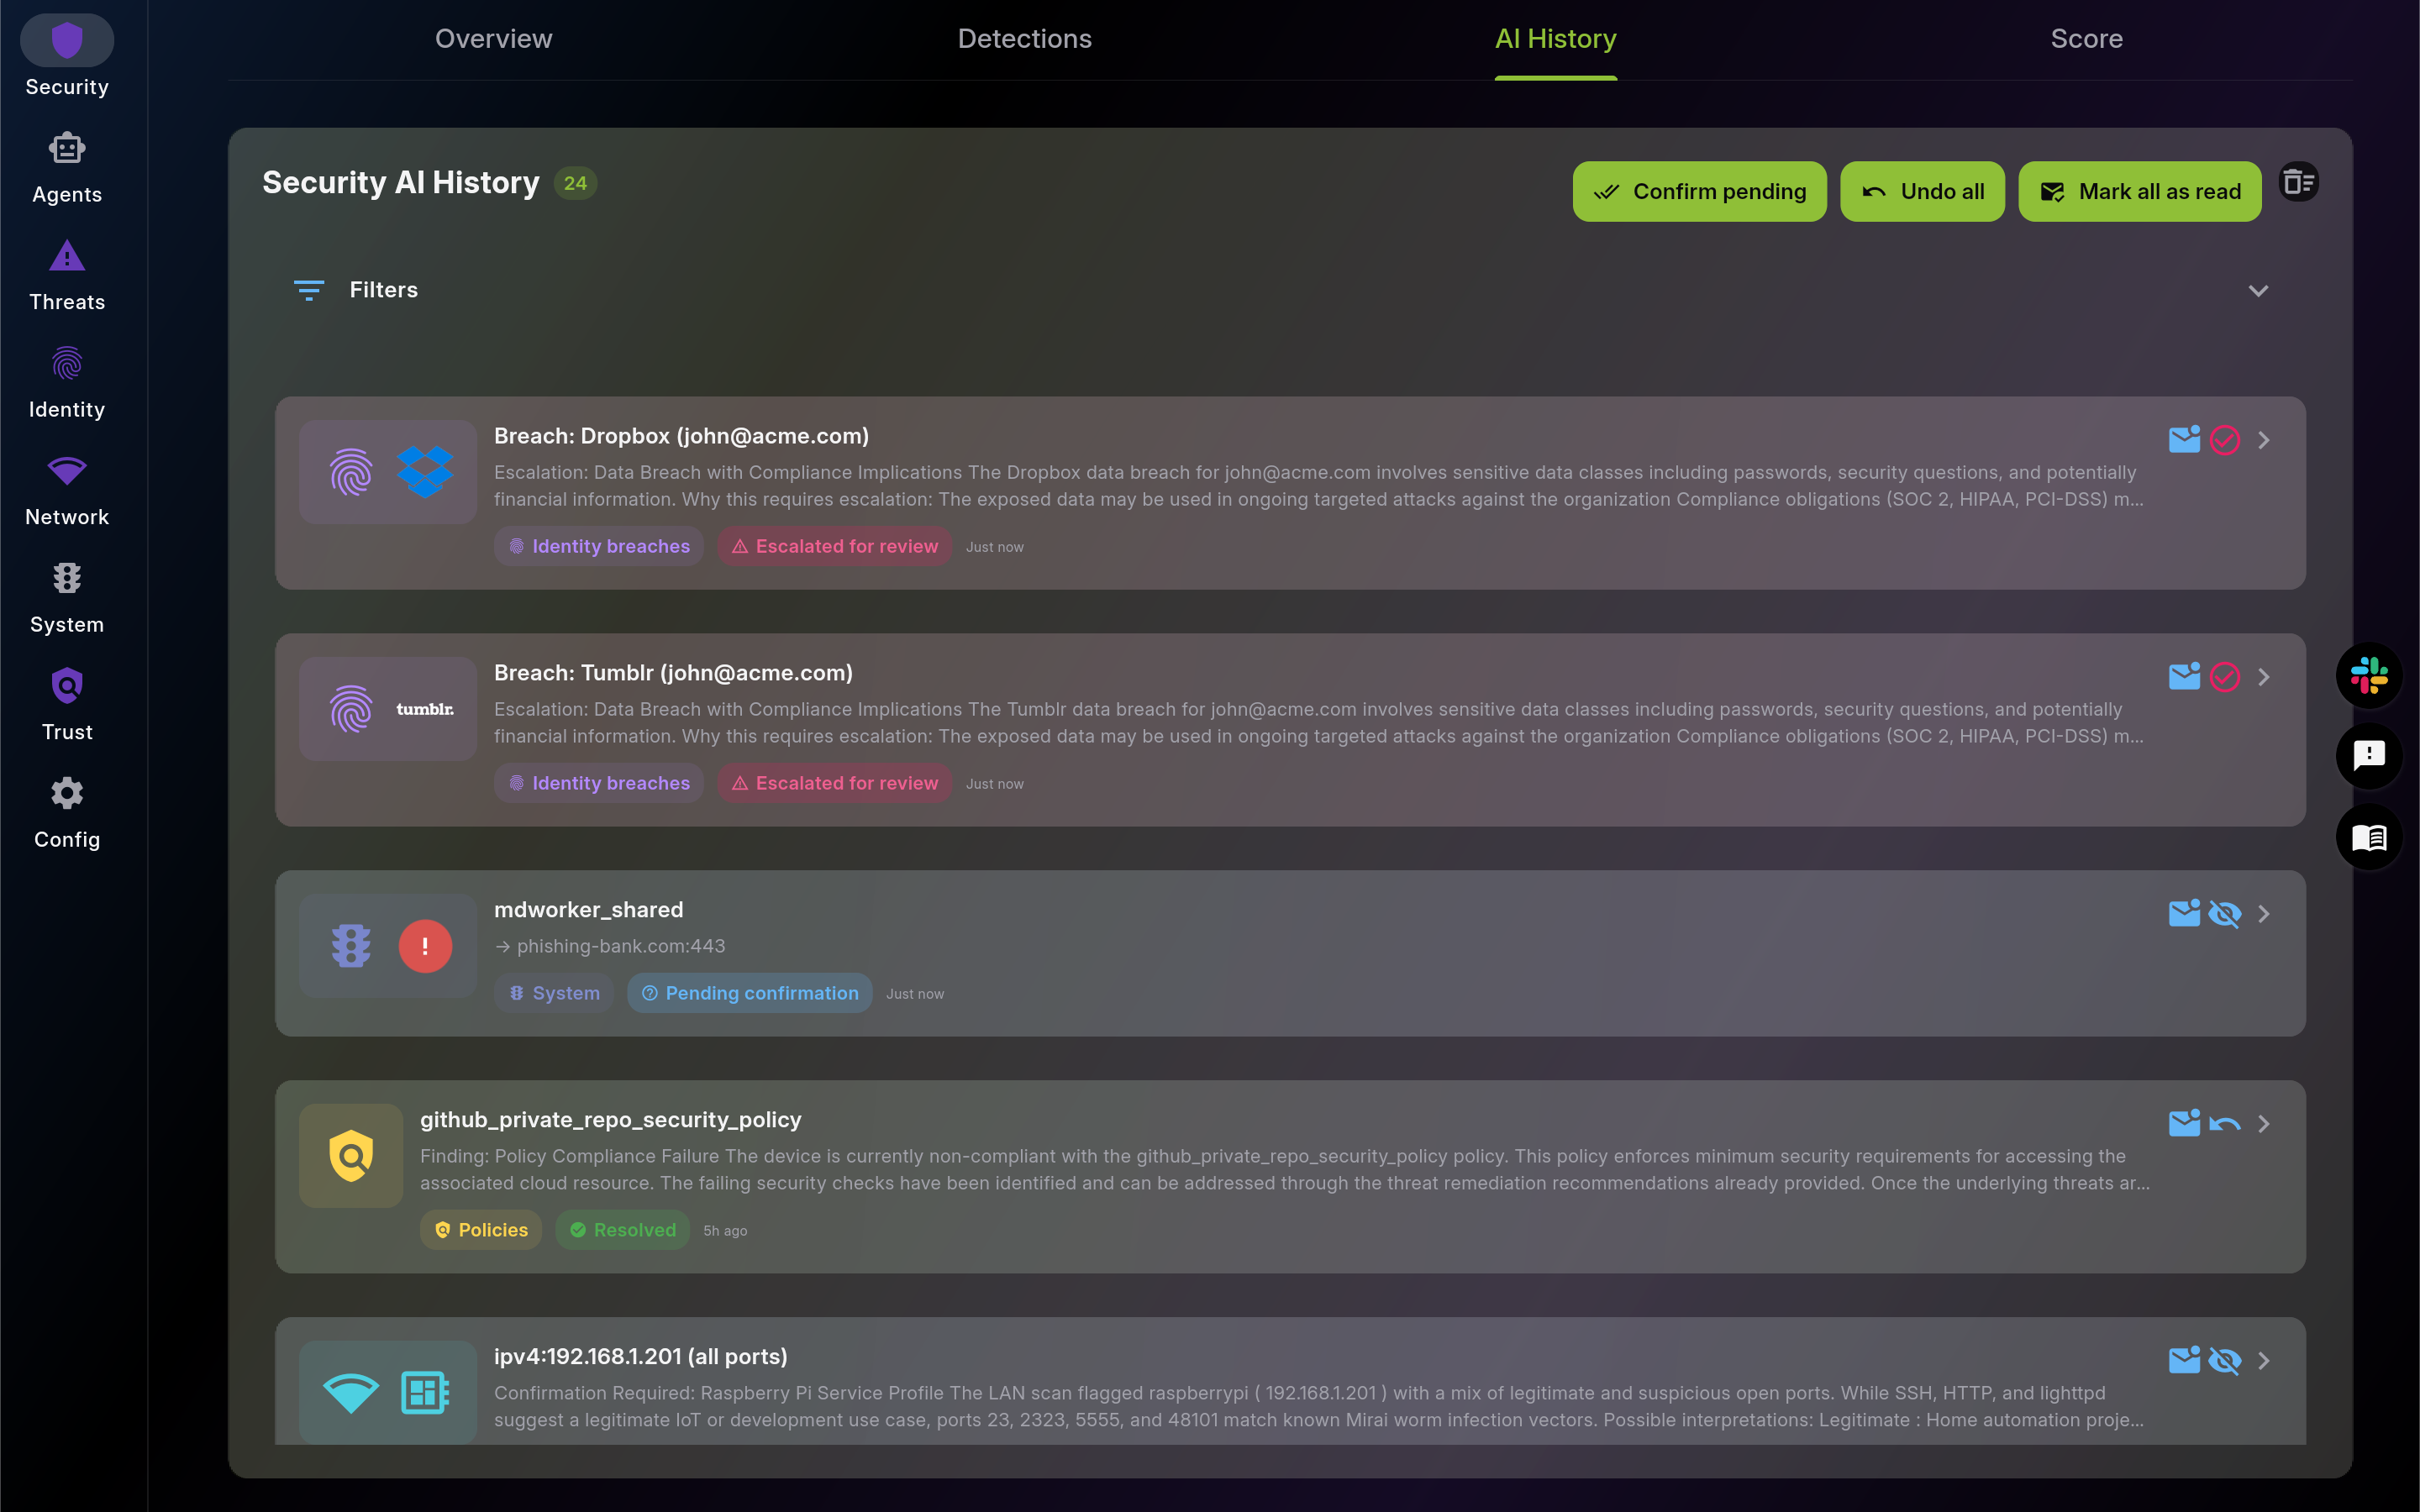 Overview
Detections
AI History
Score
Security
Agents
Threats
Identity
Network
System
Trust
Config
Security AI History 24
Confirm pending
Undo all
Mark all as read
Filters
Breach: Dropbox (john@acme.com)
Escalation: Data Breach with Compliance Implications The Dropbox data breach for john@acme.com involves sensitive data classes including passwords, security questions, and potentially
financial information. Why this requires escalation: The exposed data may be used in ongoing targeted attacks against the organization Compliance obligations (SOC 2, HIPAA, PCI-DSS) m...
Identity breaches Escalated for review Just now
tumblr.
Breach: Tumblr (john@acme.com)
Escalation: Data Breach with Compliance Implications The Tumblr data breach for john@acme.com involves sensitive data classes including passwords, security questions, and potentially
financial information. Why this requires escalation: The exposed data may be used in ongoing targeted attacks against the organization Compliance obligations (SOC 2, HIPAA, PCI-DSS) m...
Identity breaches Escalated for review Just now
mdworker_shared
→ phishing-bank.com:443
System Pending confirmation Just now
github_private_repo_security_policy
Finding: Policy Compliance Failure The device is currently non-compliant with the github_private_repo_security_policy policy. This policy enforces minimum security requirements for accessing the
associated cloud resource. The failing security checks have been identified and can be addressed through the threat remediation recommendations already provided. Once the underlying threats ar...
Policies Resolved 5h ago
ipv4:192.168.1.201 (all ports)
Confirmation Required: Raspberry Pi Service Profile The LAN scan flagged raspberrypi ( 192.168.1.201 ) with a mix of legitimate and suspicious open ports. While SSH, HTTP, and lighttpd
suggest a legitimate IoT or development use case, ports 23, 2323, 5555, and 48101 match known Mirai worm infection vectors. Possible interpretations: Legitimate : Home automation proje...